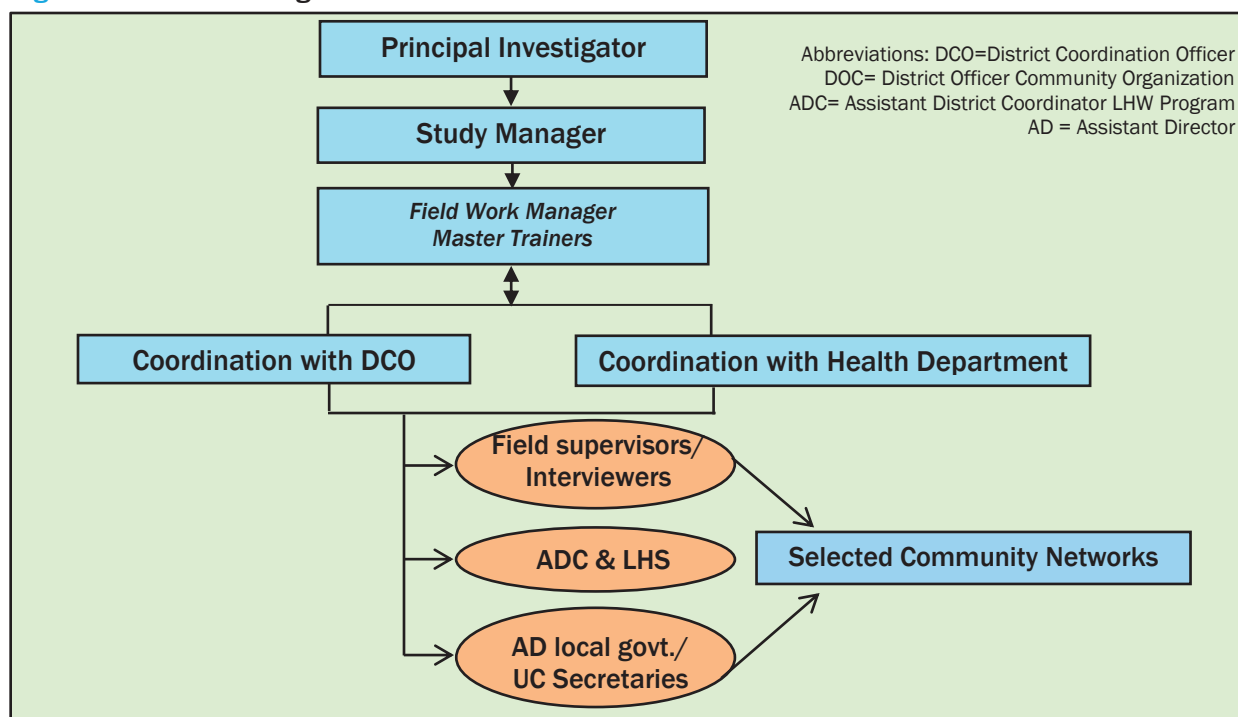 Principal Investigator
Abbreviations: DCO=District Coordination Officer
DOC= District Officer Community Organization
ADC= Assistant District Coordinator LHW Program
AD = Assistant Director
Study Manager
Field Work Manager
Master Trainers
Coordination with DCO
Coordination with Health Department
Field supervisors/
Interviewers
ADC & LHS
Selected Community Networks
AD local govt./
UC Secretaries